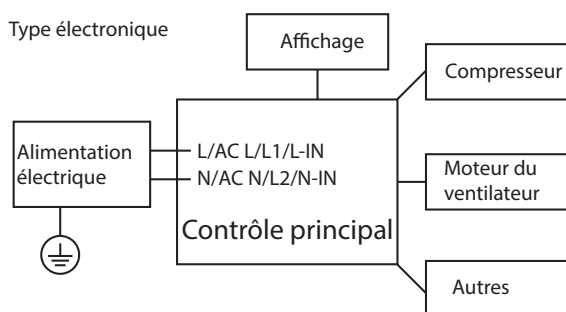 Type électronique
Affichage
Compresseur
Alimentation
électrique
L/AC L/L1/L-IN
N/AC N/L2/N-IN
Contrôle principal
Moteur du
ventilateur
Autres